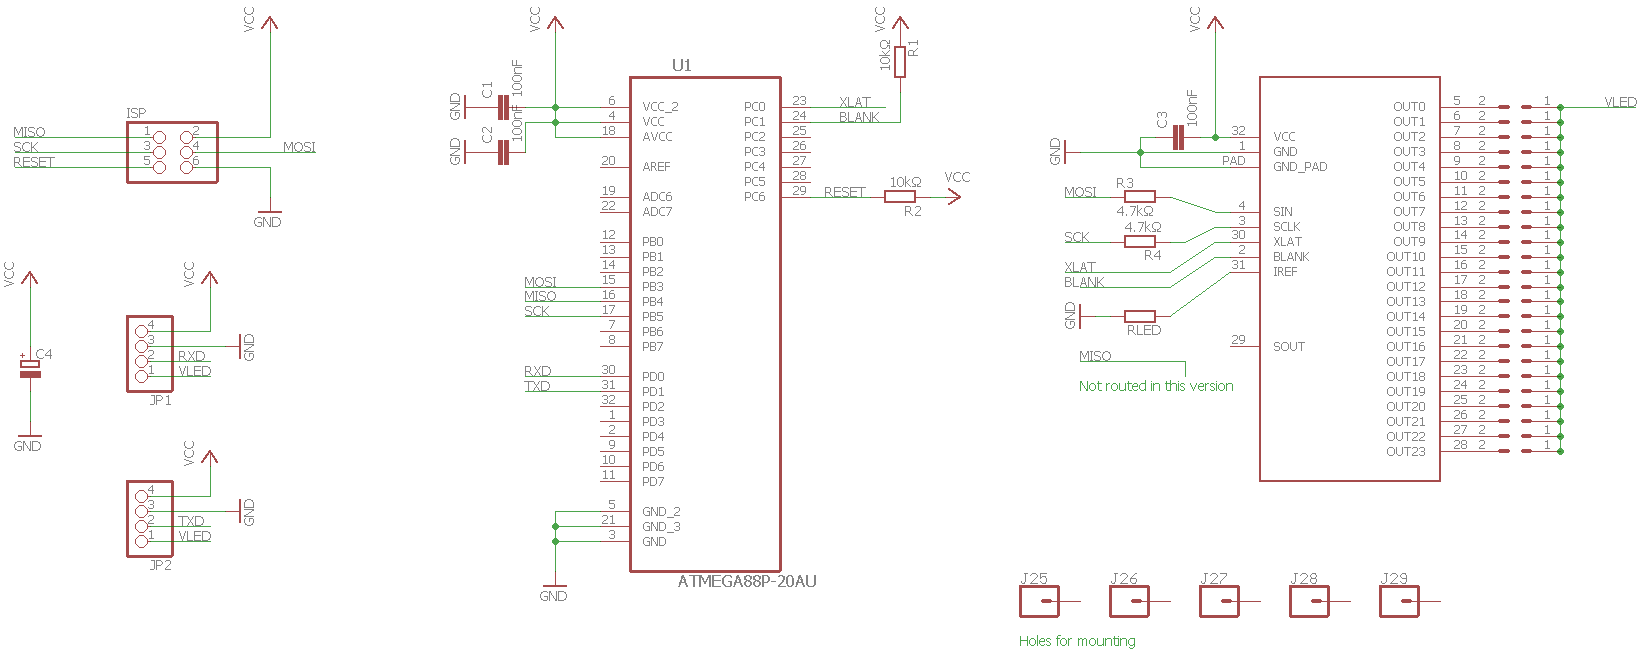 VCC
ISP
MISO 1 2
SCK 3 4 MOSI
RESET 5 6
GND
VCC
C4
+
GND
VCC
4
3 GND
2 RXD
1 VLED
JP1
VCC
4
3 GND
2 TXD
1 VLED
JP2
VCC
U1
GND C1 100nF
GND C2 100nF
6 VCC_2
4 VCC
18 AVCC
20 AREF
19 ADC6
22 ADC7
12 PB0
13 PB1
14 PB2
MOSI 15 PB3
MISO 16 PB4
SCK 17 PB5
7 PB6
8 PB7
RXD 30 PD0
TXD 31 PD1
32 PD2
1 PD3
2 PD4
9 PD5
10 PD6
11 PD7
5 GND_2
21 GND_3
3 GND
GND
ATMEGA88P-20AU
VCC
10kΩ R1
PC0 23 XLAT
PC1 24 BLANK
PC2 25
PC3 26
PC4 27
PC5 28
PC6 29 RESET
10kΩ
R2
VCC
VCC
C3 100nF
GND
32 VCC
1 GND
PAD GND_PAD
MOSI R3
4.7kΩ
4 SIN
4.7kΩ
SCK R4
3 SCLK
XLAT 30 XLAT
BLANK 2 BLANK
31 IREF
GND RLED
29 SOUT
MISO
Not routed in this version
OUT0 5 2 1 VLED
OUT1 6 2 1
OUT2 7 2 1
OUT3 8 2 1
OUT4 9 2 1
OUT5 10 2 1
OUT6 11 2 1
OUT7 12 2 1
OUT8 13 2 1
OUT9 14 2 1
OUT10 15 2 1
OUT11 16 2 1
OUT12 17 2 1
OUT13 18 2 1
OUT14 19 2 1
OUT15 20 2 1
OUT16 21 2 1
OUT17 22 2 1
OUT18 23 2 1
OUT19 24 2 1
OUT20 25 2 1
OUT21 26 2 1
OUT22 27 2 1
OUT23 28 2 1
J25 J26 J27 J28 J29
Holes for mounting